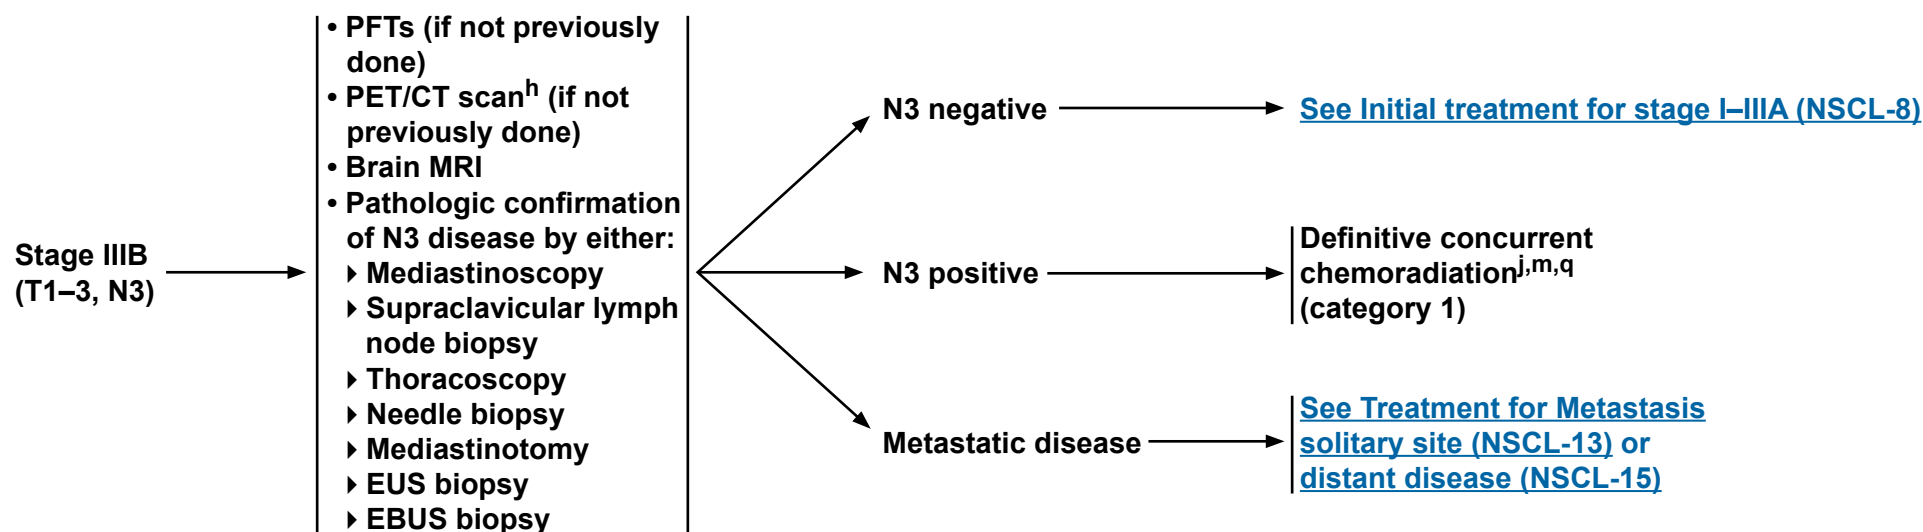 Stage IIIB
(T1–3, N3)
• PFTs (if not previously
done)
• PET/CT scanh (if not
previously done)
• Brain MRI
• Pathologic confirmation
of N3 disease by either:
▸ Mediastinoscopy
▸ Supraclavicular lymph
node biopsy
▸ Thoracoscopy
▸ Needle biopsy
▸ Mediastinotomy
▸ EUS biopsy
▸ EBUS biopsy
N3 negative
See Initial treatment for stage I–IIIA (NSCL-8)
N3 positive
Definitive concurrent
chemoradiationj,m,q
(category 1)
Metastatic disease
See Treatment for Metastasis
solitary site (NSCL-13) or
distant disease (NSCL-15)